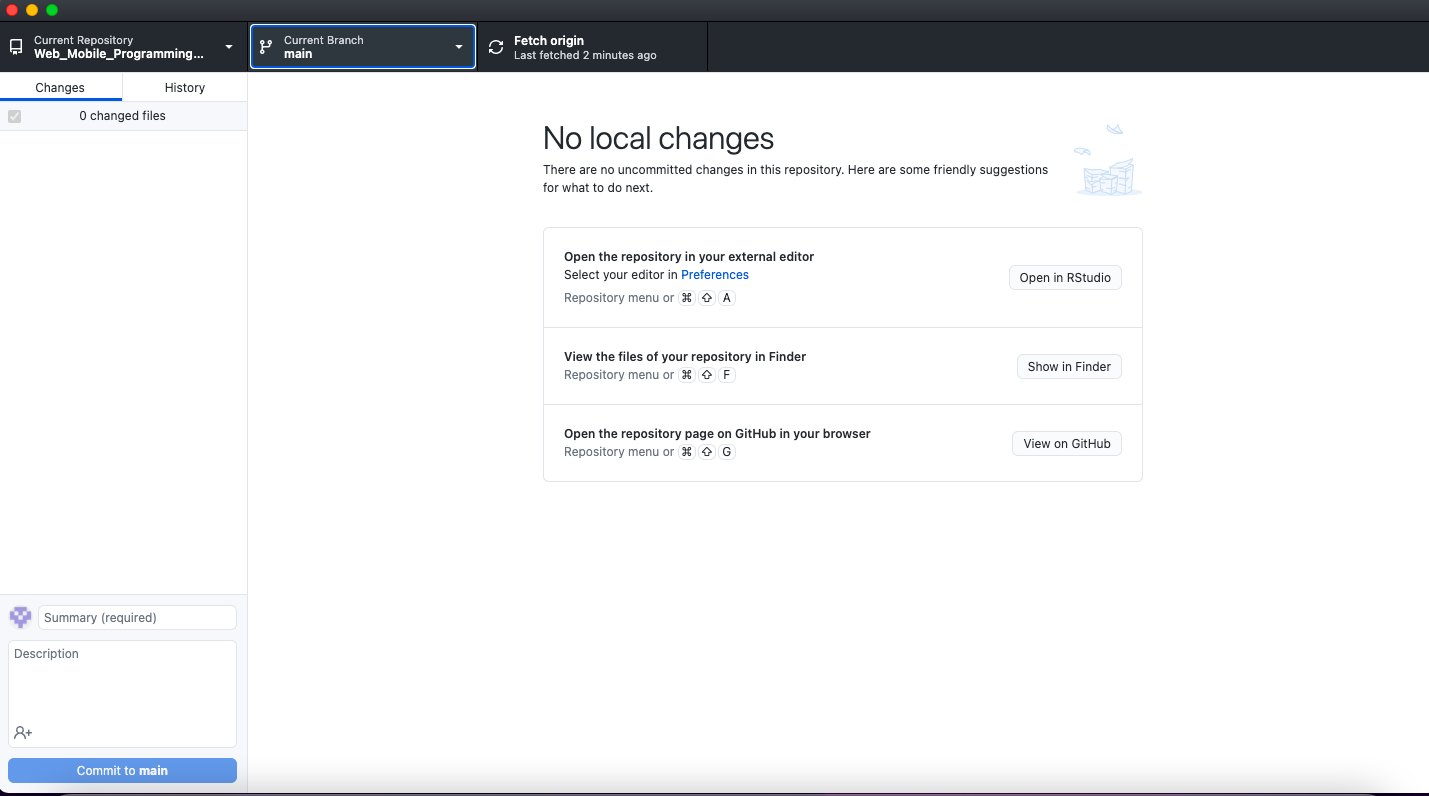 Current Repository
Web_Mobile_Programming...
Current Branch
main
Fetch origin
Last fetched 2 minutes ago
Changes
History
0 changed files
No local changes
There are no uncommitted changes in this repository. Here are some friendly suggestions
for what to do next.
Open the repository in your external editor
Select your editor in Preferences
Repository menu or ⌘ ⇧ A
Open in RStudio
View the files of your repository in Finder
Repository menu or ⌘ ⇧ F
Show in Finder
Open the repository page on GitHub in your browser
Repository menu or ⌘ ⇧ G
View on GitHub
Summary (required)
Description
Commit to main